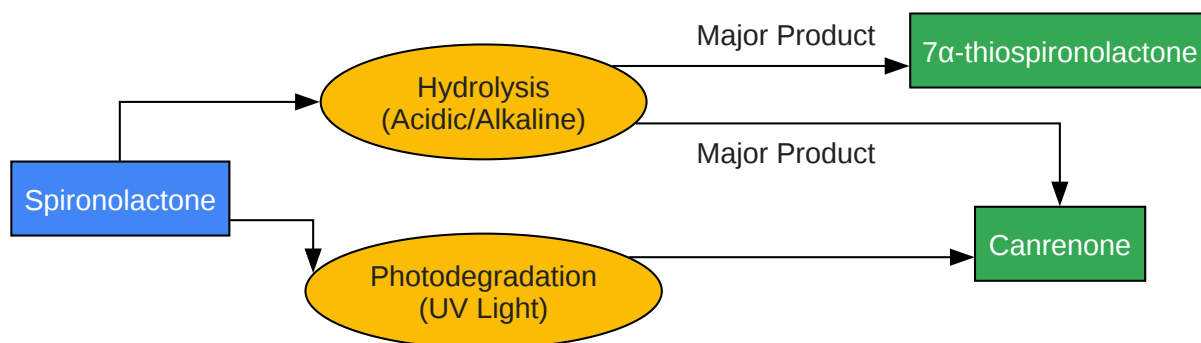 Major Product
7α-thiospironolactone
Hydrolysis
(Acidic/Alkaline)
Major Product
Spironolactone
Canrenone
Photodegradation
(UV Light)